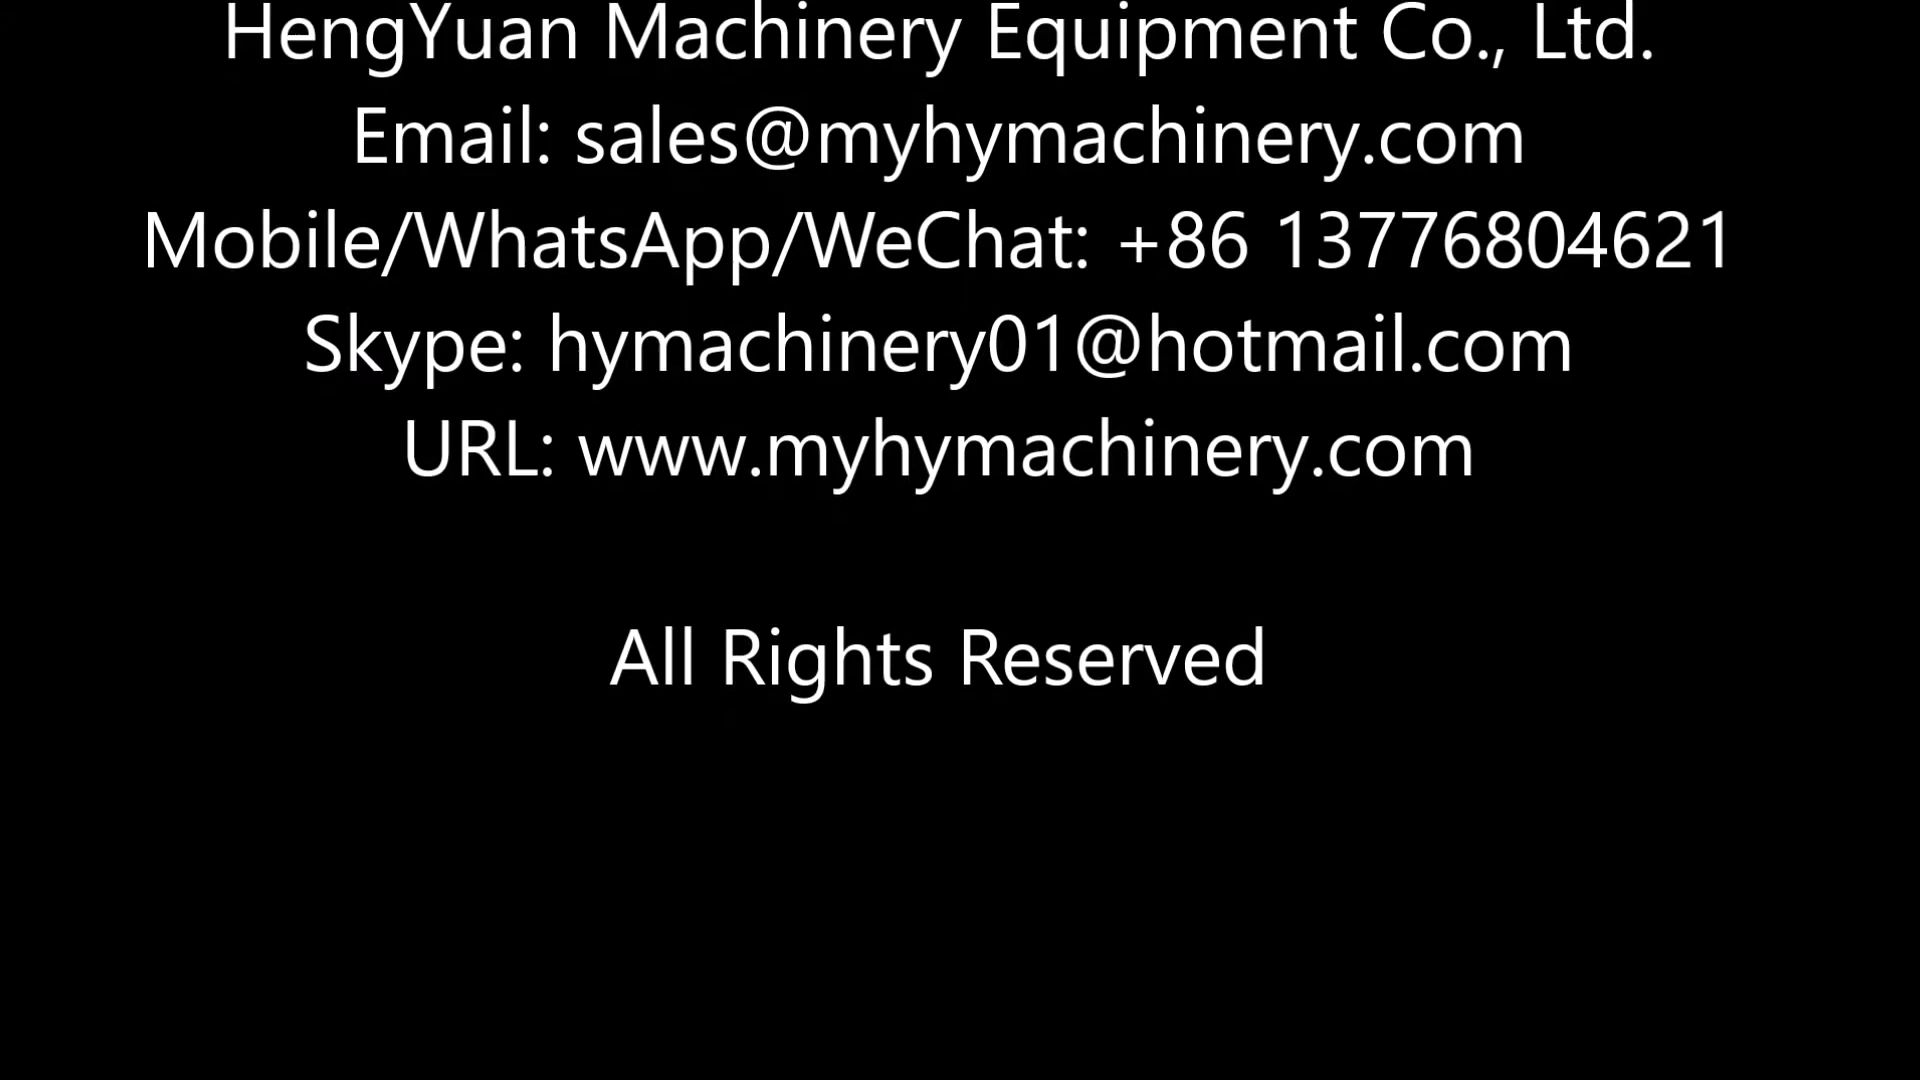 HengYuan Machinery Equipment Co., Ltd.
Email: sales@myhymachinery.com
Mobile/WhatsApp/WeChat: +86 13776804621
Skype: hymachinery01@hotmail.com
URL: www.myhymachinery.com
All Rights Reserved